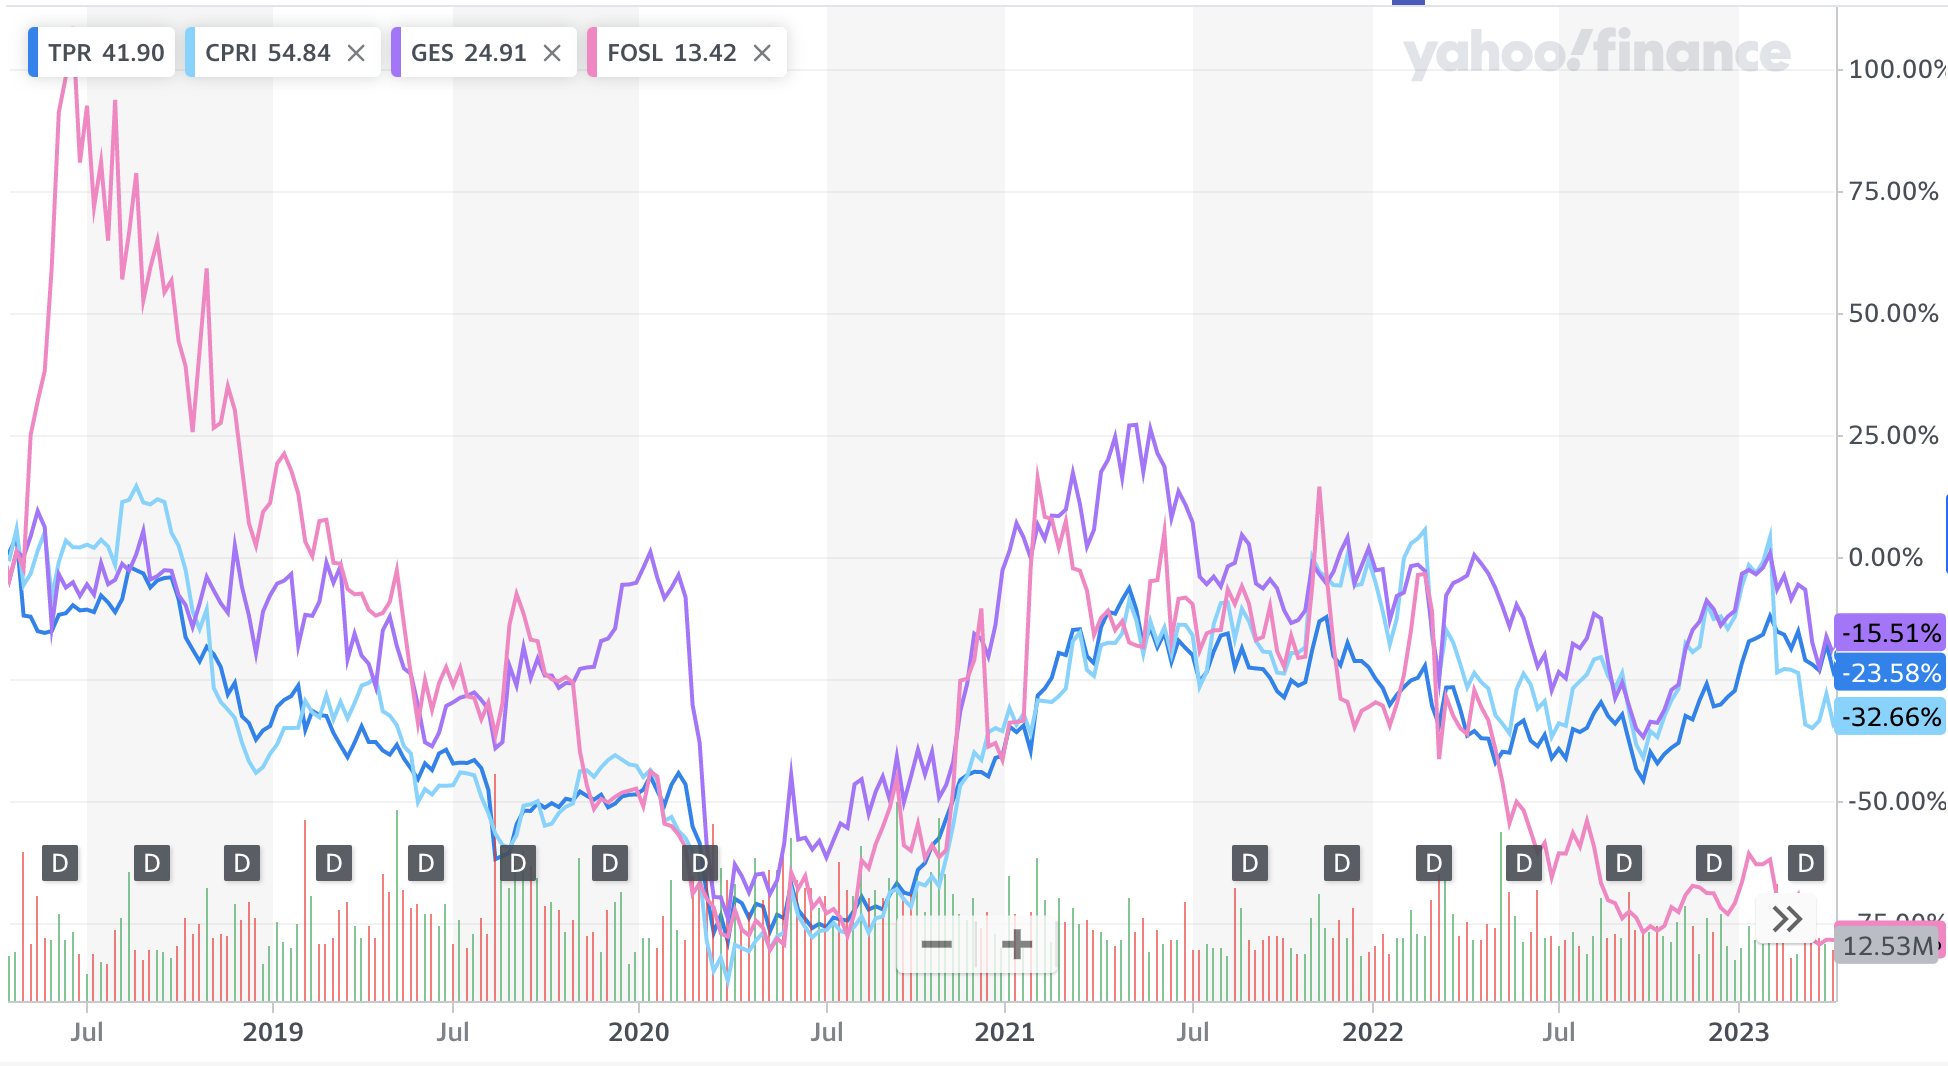 TPR 41.90 CPRI 54.84 × GES 24.91 × FOSL 13.42 ×
yahoo!finance
100.00%
75.00%
50.00%
25.00%
0.00%
-15.51%
-23.58%
-32.66%
-50.00%
D D D D D D D D D D D D D D D
-75.00%
12.53M
Jul 2019 Jul 2020 Jul 2021 Jul 2022 Jul 2023